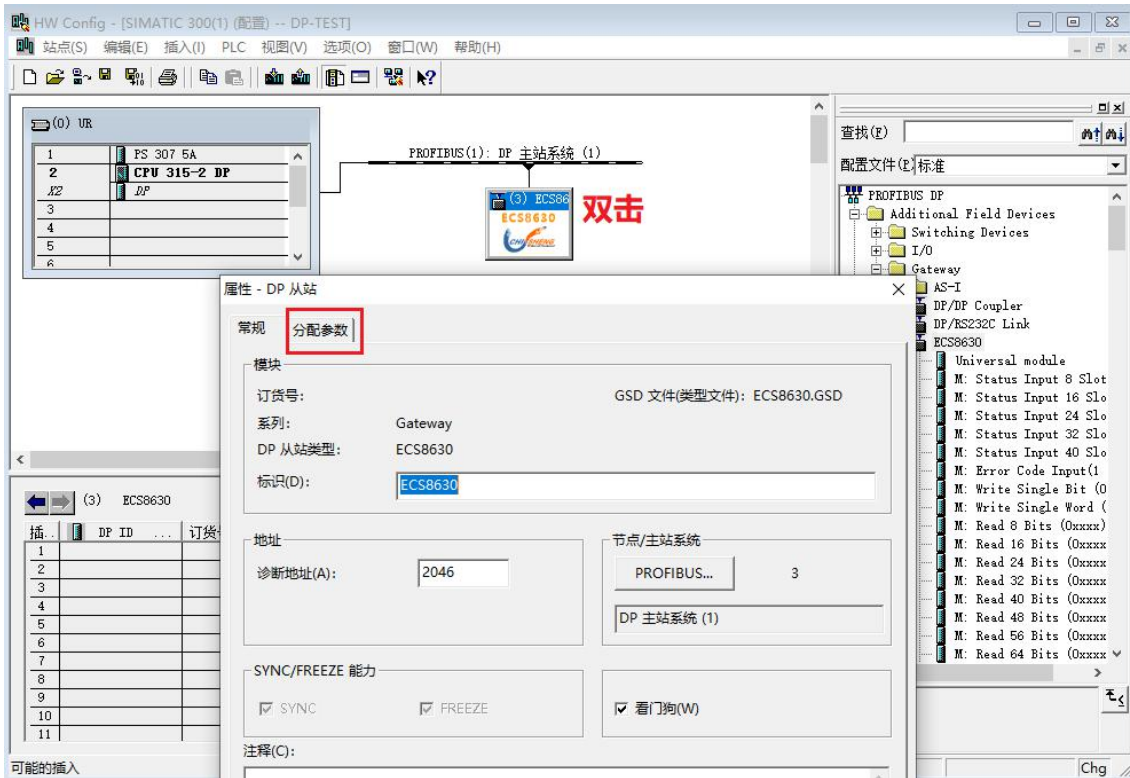 HW Config - [SIMATIC 300(1) (配置) -- DP-TEST]
站点(S) 编辑(E) 插入(I) PLC 视图(V) 选项(O) 窗口(W) 帮助(H)
(0) UR
1 PS 307 5A
2 CPU 315-2 DP
X2 DP
3
4
5
6
PROFIBUS(1): DP 主站系统 (1)
(3) ECS86
ECS8630
双击
查找(F)
配置文件(P) 标准
PROFIBUS DP
Additional Field Devices
Switching Devices
I/O
Gateway
AS-I
DP/DP Coupler
DP/RS232C Link
ECS8630
Universal module
M: Status Input 8 Slot
M: Status Input 16 Slo
M: Status Input 24 Slo
M: Status Input 32 Slo
M: Status Input 40 Slo
M: Error Code Input(1
M: Write Single Bit (0
M: Write Single Word (
M: Read 8 Bits (0xxxx)
M: Read 16 Bits (0xxxx
M: Read 24 Bits (0xxxx
M: Read 32 Bits (0xxxx
M: Read 40 Bits (0xxxx
M: Read 48 Bits (0xxxx
M: Read 56 Bits (0xxxx
M: Read 64 Bits (0xxxx
属性 - DP 从站
常规 分配参数
模块
订货号: GSD 文件(类型文件): ECS8630.GSD
系列: Gateway
DP 从站类型: ECS8630
标识(D): ECS8630
地址
诊断地址(A): 2046
节点/主站系统
PROFIBUS... 3
DP 主站系统 (1)
SYNC/FREEZE 能力
SYNC FREEZE
看门狗(W)
注释(C):
(3) ECS8630
插.. DP ID ... 订货
1
2
3
4
5
6
7
8
9
10
11
可能的插入
Chg